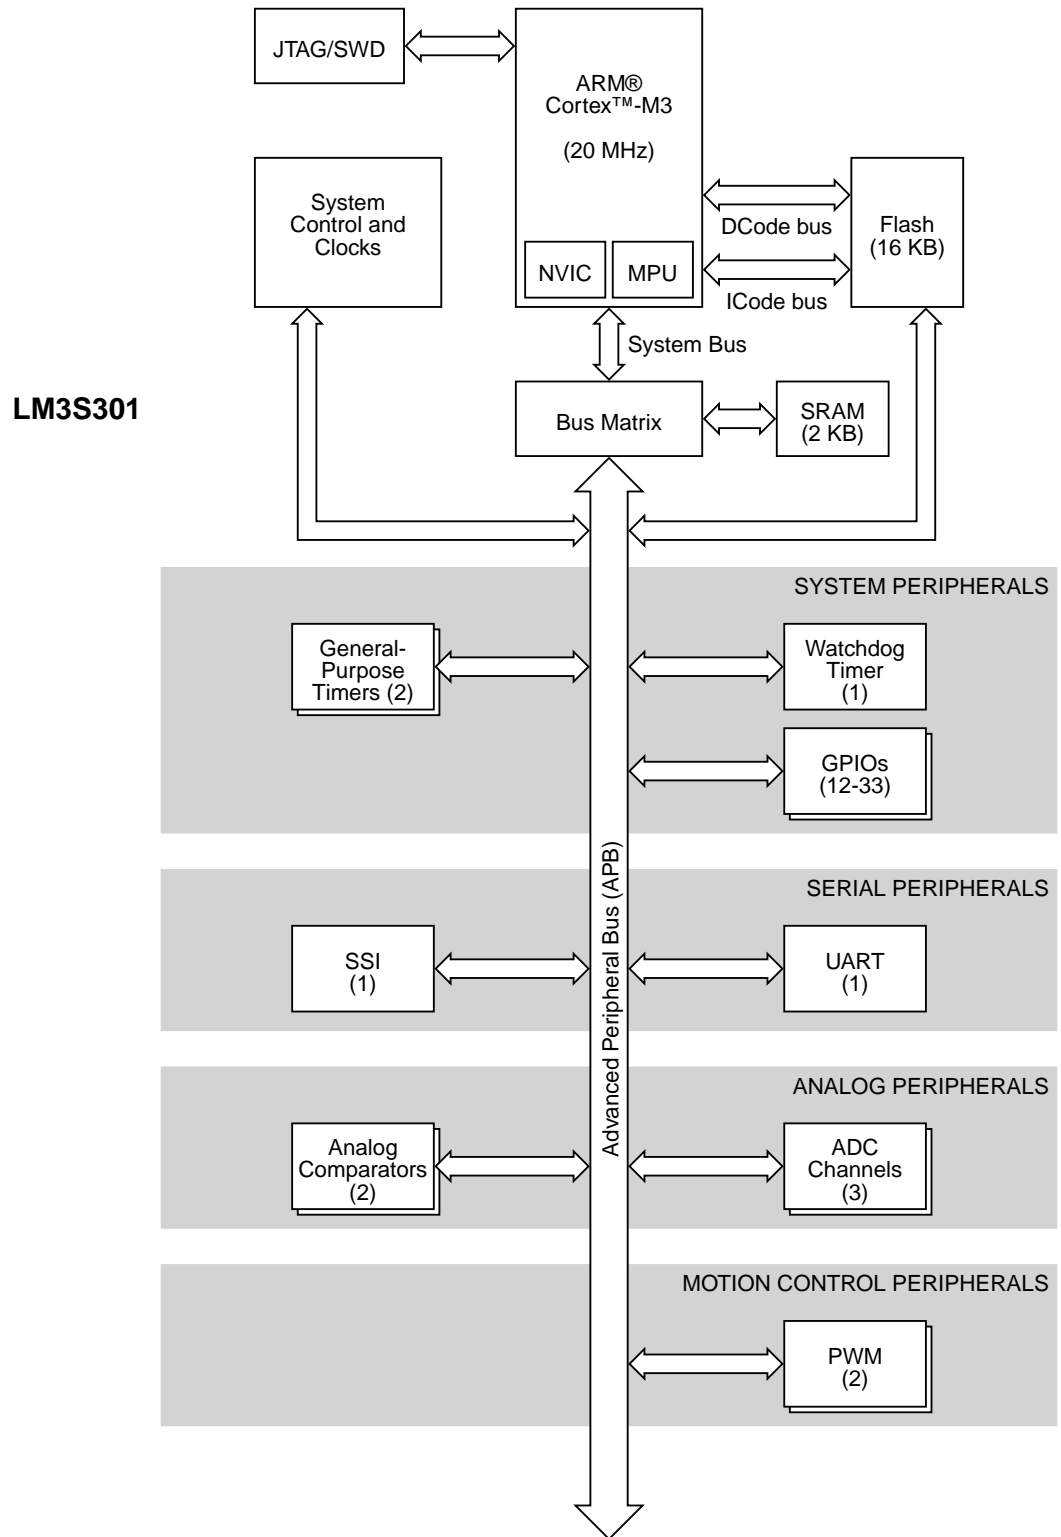 JTAG/SWD
ARM®
Cortex™-M3
(20 MHz)
System
Control and
Clocks
NVIC
MPU
DCode bus
ICode bus
Flash
(16 KB)
System Bus
LM3S301
Bus Matrix
SRAM
(2 KB)
SYSTEM PERIPHERALS
General-
Purpose
Timers (2)
Watchdog
Timer
(1)
GPIOs
(12-33)
Advanced Peripheral Bus (APB)
SERIAL PERIPHERALS
SSI
(1)
UART
(1)
ANALOG PERIPHERALS
Analog
Comparators
(2)
ADC
Channels
(3)
MOTION CONTROL PERIPHERALS
PWM
(2)